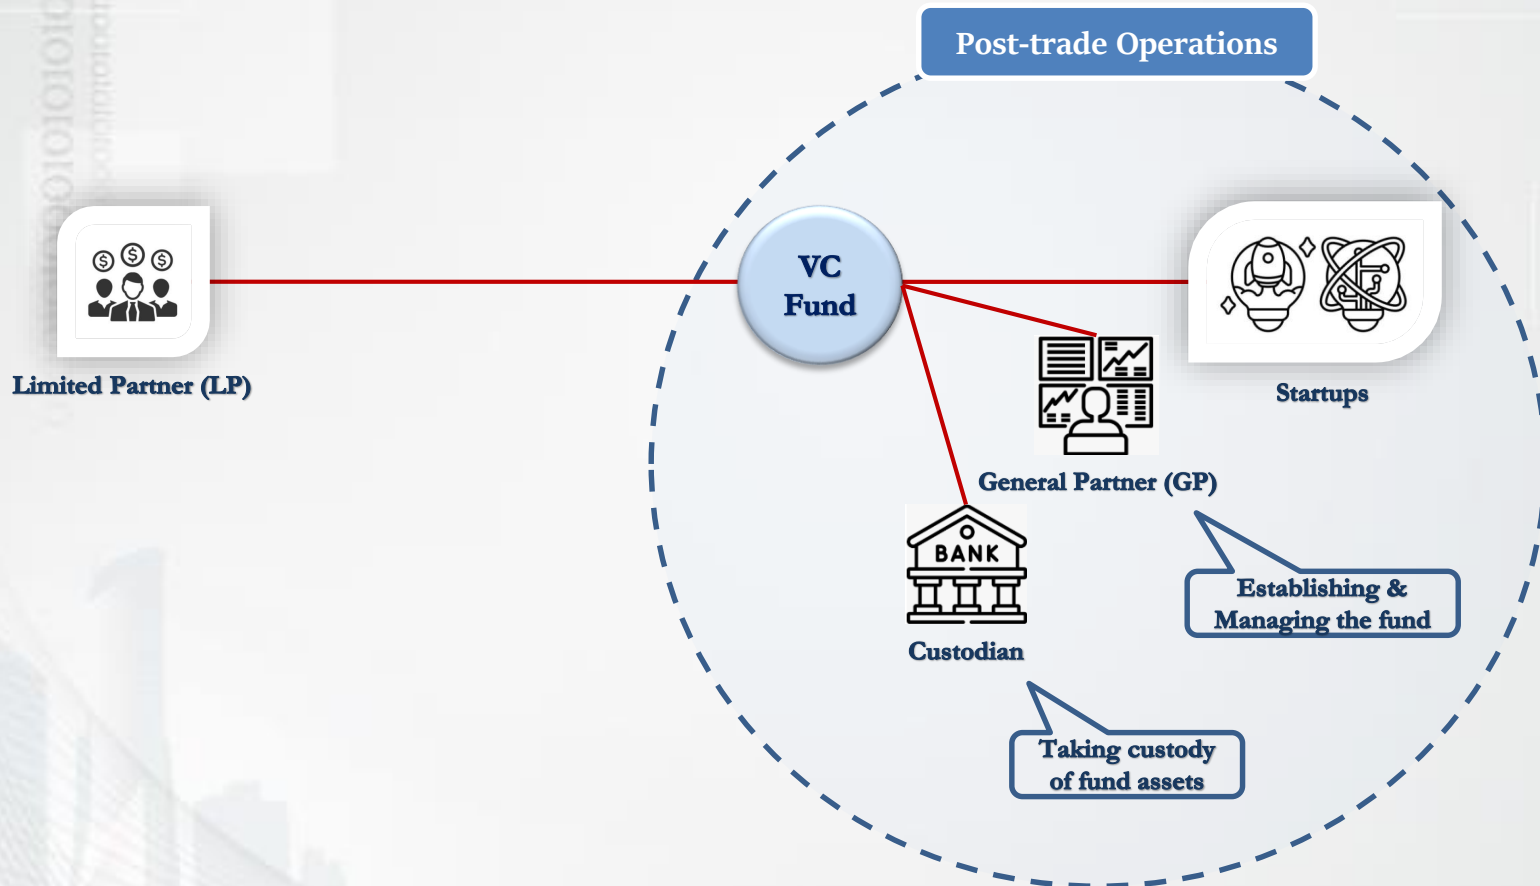 Post-trade Operations
VC
Fund
Limited Partner (LP)
Startups
General Partner (GP)
BANK
Establishing &
Managing the fund
Custodian
Taking custody
of fund assets